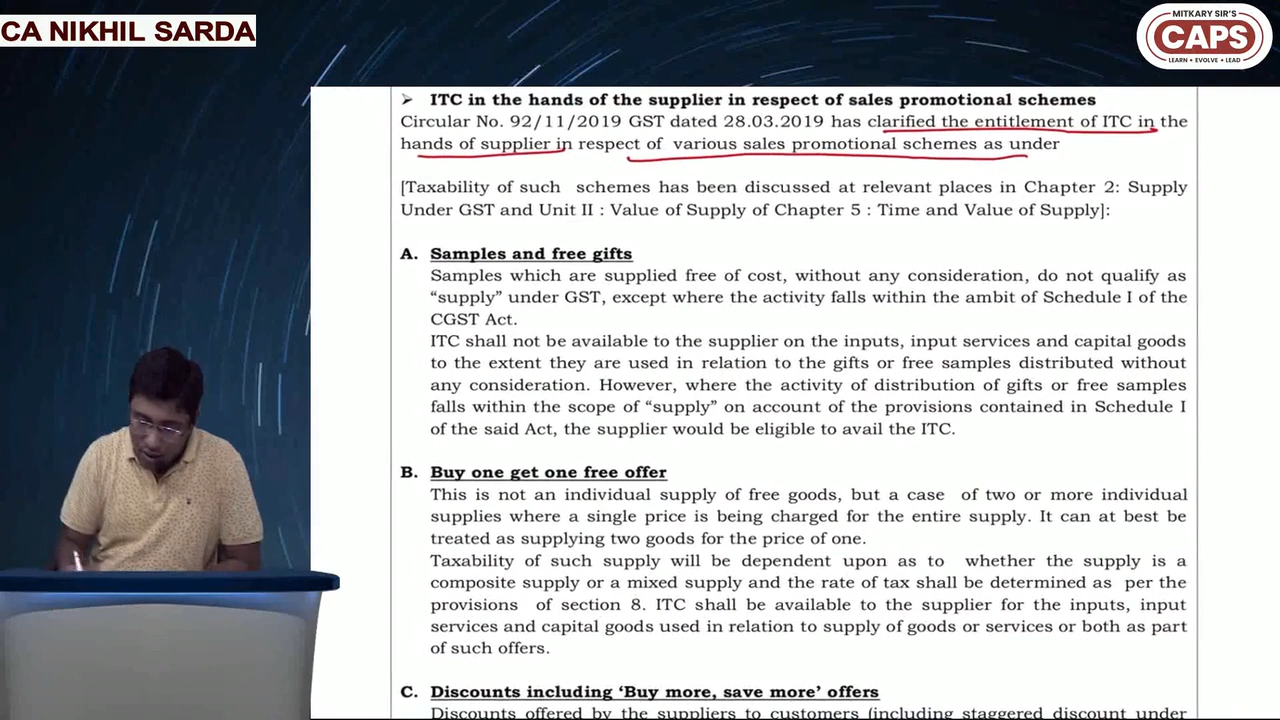 CA NIKHIL SARDA
MITKARY SIR'S
CAPS
LEARN • EVOLVE • LEAD
➢ ITC in the hands of the supplier in respect of sales promotional schemes
Circular No. 92/11/2019 GST dated 28.03.2019 has clarified the entitlement of ITC in the
hands of supplier in respect of various sales promotional schemes as under
[Taxability of such schemes has been discussed at relevant places in Chapter 2: Supply
Under GST and Unit II : Value of Supply of Chapter 5 : Time and Value of Supply]:
A. Samples and free gifts
Samples which are supplied free of cost, without any consideration, do not qualify as
“supply” under GST, except where the activity falls within the ambit of Schedule I of the
CGST Act.
ITC shall not be available to the supplier on the inputs, input services and capital goods
to the extent they are used in relation to the gifts or free samples distributed without
any consideration. However, where the activity of distribution of gifts or free samples
falls within the scope of “supply” on account of the provisions contained in Schedule I
of the said Act, the supplier would be eligible to avail the ITC.
B. Buy one get one free offer
This is not an individual supply of free goods, but a case of two or more individual
supplies where a single price is being charged for the entire supply. It can at best be
treated as supplying two goods for the price of one.
Taxability of such supply will be dependent upon as to whether the supply is a
composite supply or a mixed supply and the rate of tax shall be determined as per the
provisions of section 8. ITC shall be available to the supplier for the inputs, input
services and capital goods used in relation to supply of goods or services or both as part
of such offers.
C. Discounts including ‘Buy more, save more’ offers
Discounts offered by the suppliers to customers (including staggered discount under